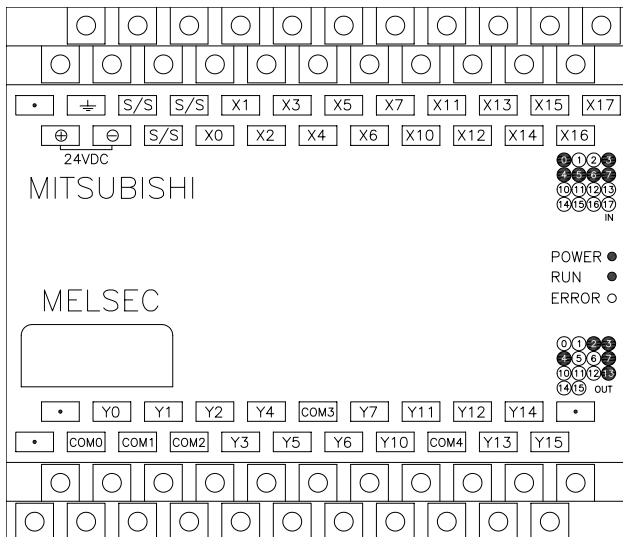 S/S S/S X1 X3 X5 X7 X11 X13 X15 X17
S/S X0 X2 X4 X6 X10 X12 X14 X16
24VDC
MITSUBISHI
0 1 2 3
4 5 6 7
10 11 12 13
14 15 16 17
IN
POWER
RUN
ERROR
MELSEC
0 1 2 3
4 5 6 7
10 11 12 13
14 15 OUT
Y0 Y1 Y2 Y4 COM3 Y7 Y11 Y12 Y14
COM0 COM1 COM2 Y3 Y5 Y6 Y10 COM4 Y13 Y15